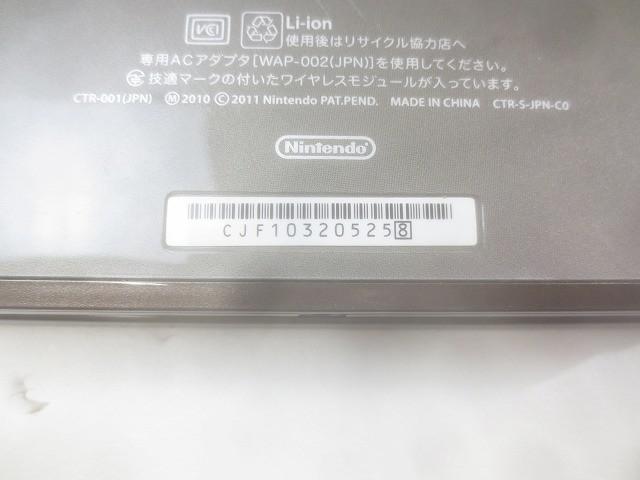 VCI Li-ion
使用後はリサイクル協力店へ
専用ACアダプタ[WAP-002(JPN)]を使用してください。
技適マークの付いたワイヤレスモジュールが入っています。
CTR-001(JPN) Ⓜ 2010 © 2011 Nintendo PAT.PEND. MADE IN CHINA CTR-S-JPN-C0
Nintendo
CJF103205258